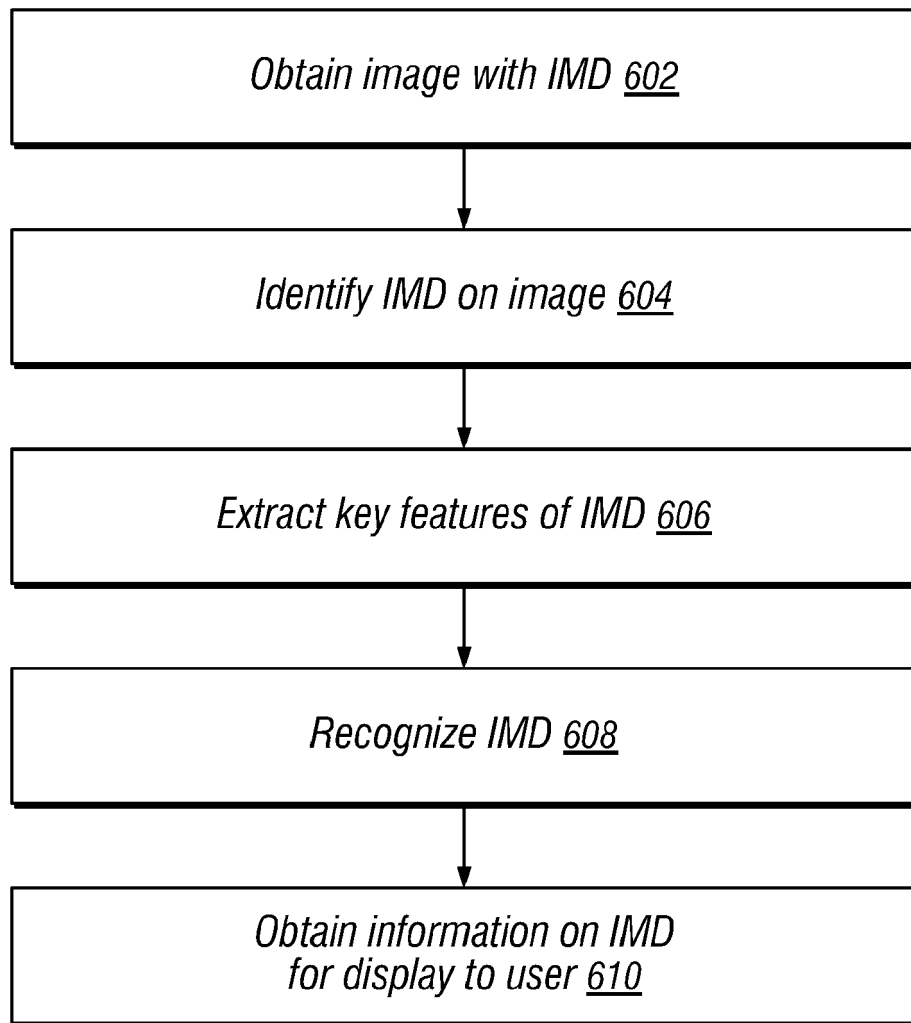 Obtain image with IMD 602
Identify IMD on image 604
Extract key features of IMD 606
Recognize IMD 608
Obtain information on IMD
for display to user 610